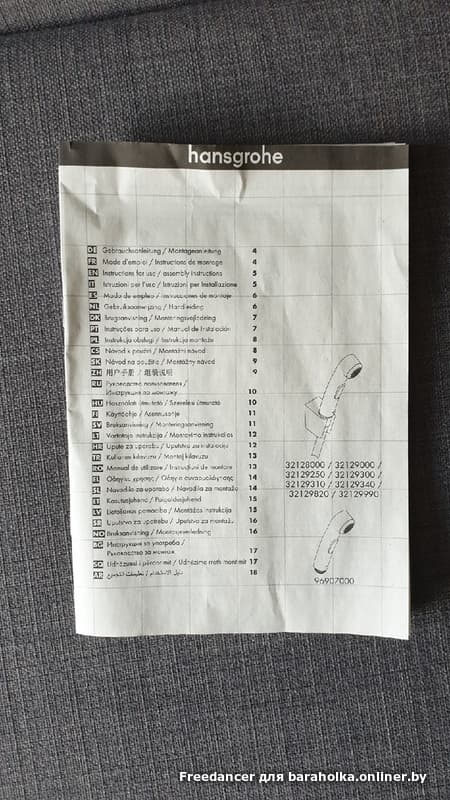 hansgrohe
DE Gebrauchsanleitung / Montageanleitung 4
FR Mode d'emploi / Instructions de montage 4
EN Instructions for use / assembly instructions 5
IT Istruzioni per l'uso / Istruzioni per Installazione 5
ES Modo de empleo / Instrucciones de montaje 6
NL Gebruiksaanwijzing / Handleiding 6
DK Brugsanvisning / Monteringsvejledning 7
PT Instruções para uso / Manual de Instalación 7
PL Instrukcja obsługi / Instrukcja montażu 8
CS Návod k použití / Montážní návod 8
SK Návod na použitie / Montážny návod 9
ZH 用户手册 / 组装说明 9
RU Руководство пользователя /
Инструкция по монтажу 10
HU Használati útmutató / Szerelési útmutató 10
FI Käyttöohje / Asennusohje 11
SV Bruksanvisning / Monteringsanvisning 11
LT Vartotojo instrukcija / Montavimo instrukcijos 12
HR Upute za uporabu / Uputstva za instalaciju 12
Kullanım kılavuzu / Montaj kılavuzu 13
RO Manual de utilizare / Instrucțiuni de montare 13
EL Οδηγίες χρήσης / Οδηγία συναρμολόγησης 14
SL Navodilo za uporabo / Navodila za montažo 14
ET Kasutusjuhend / Paigaldusjuhend 15
LV Lietošanas pamācība / Montāžas instrukcija 15
SR Uputstvo za upotrebu / Uputstvo za montažu 16
NO Bruksanvisning / Montasjeveiledning 16
BG Инструкция за употреба /
Ръководство за монтаж 17
SQ Udhëzuesi i përdorimit / Udhëzime rreth montimit 17
AR دليل الاستخدام / تعليمات التجميع 18
32128000 / 32129000 /
32129250 / 32129300 /
32129310 / 32129340 /
32129820 / 32129990
96907000
Freedancer для baraholka.onliner.by